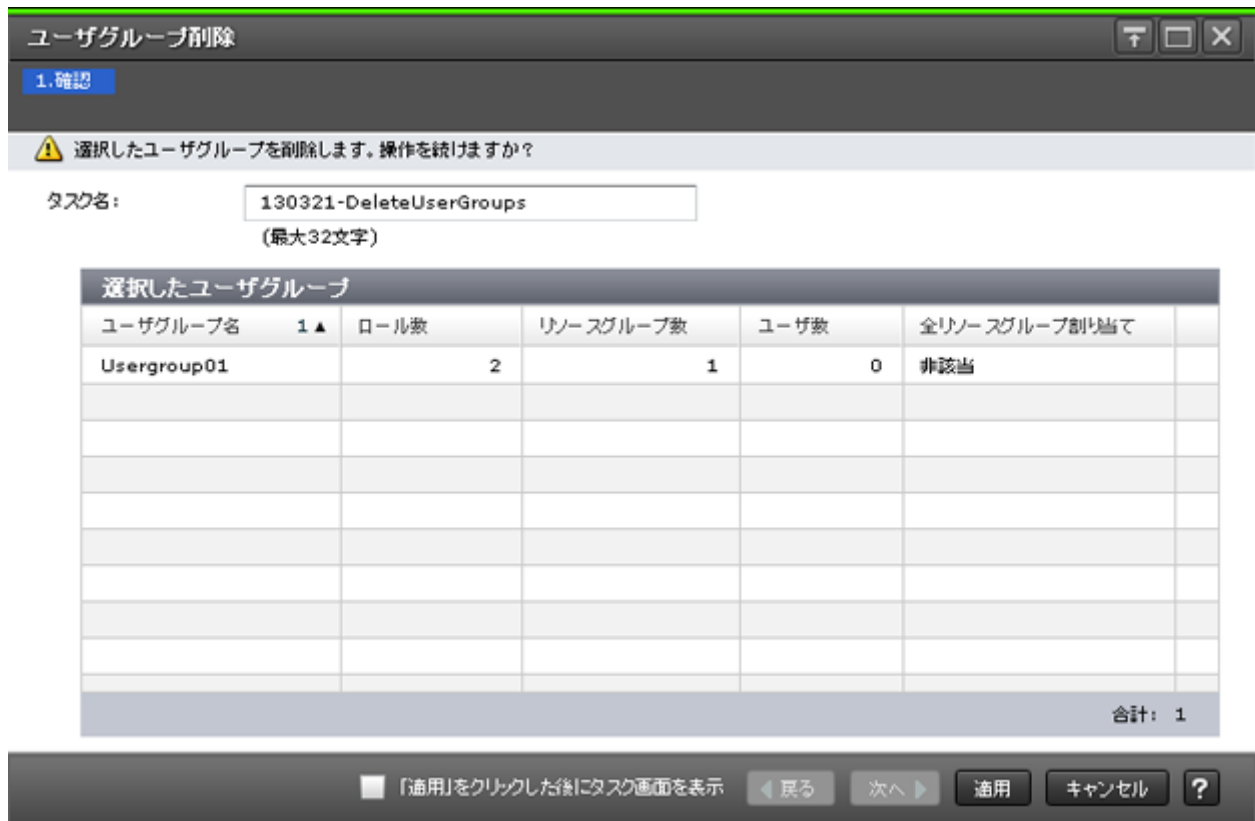 ユーザグループ削除
1.確認
選択したユーザグループを削除します。操作を続けますか？
タスク名: 130321-DeleteUserGroups
(最大32文字)
選択したユーザグループ
ユーザグループ名 1▲ ロール数 リソースグループ数 ユーザ数 全リソースグループ割り当て
Usergroup01 2 1 0 非該当
合計: 1
「適用」をクリックした後にタスク画面を表示 ◀戻る 次へ▶ 適用 キャンセル ?